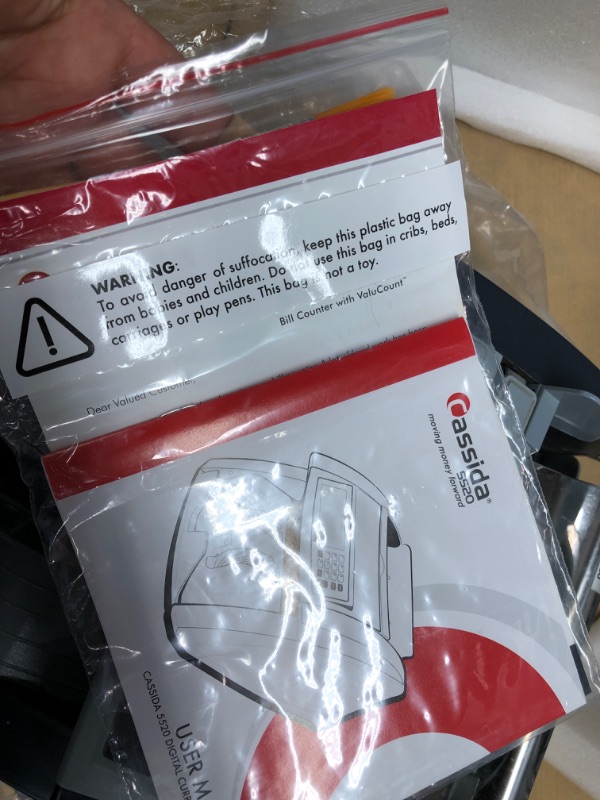 WARNING:
To avoid danger of suffocation, keep this plastic bag away
from babies and children. Do not use this bag in cribs, beds,
carriages or play pens. This bag is not a toy.
Bill Counter with ValuCount™
Dear Valued Customer,
Cassida®
5520
moving money forward
USER M
CASSIDA 5520 DIGITAL CURR